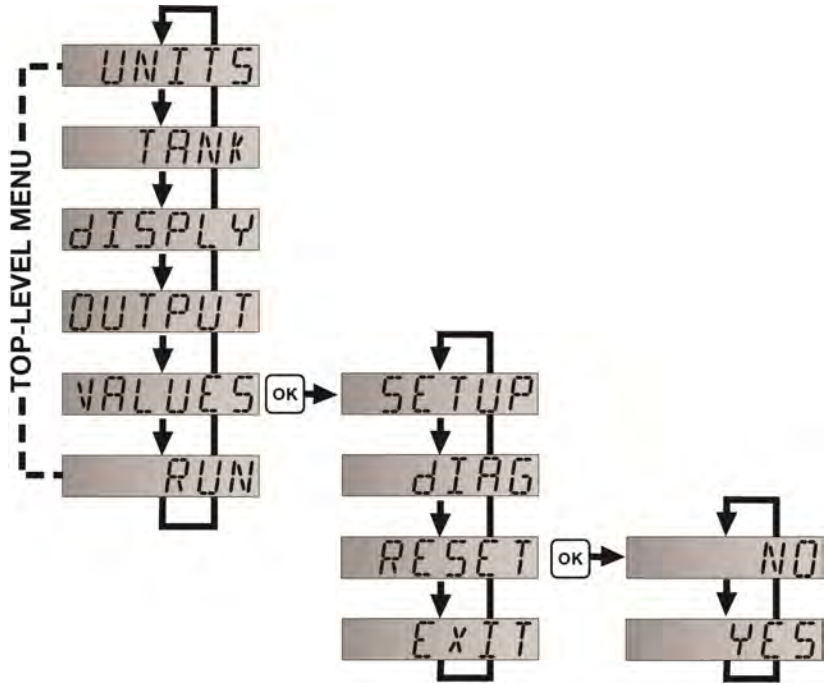 TOP-LEVEL MENU
UNITS
TANK
dISPLY
OUTPUT
VALUES
OK
RUN
SETUP
dIAG
RESET
OK
ExIT
NO
YES